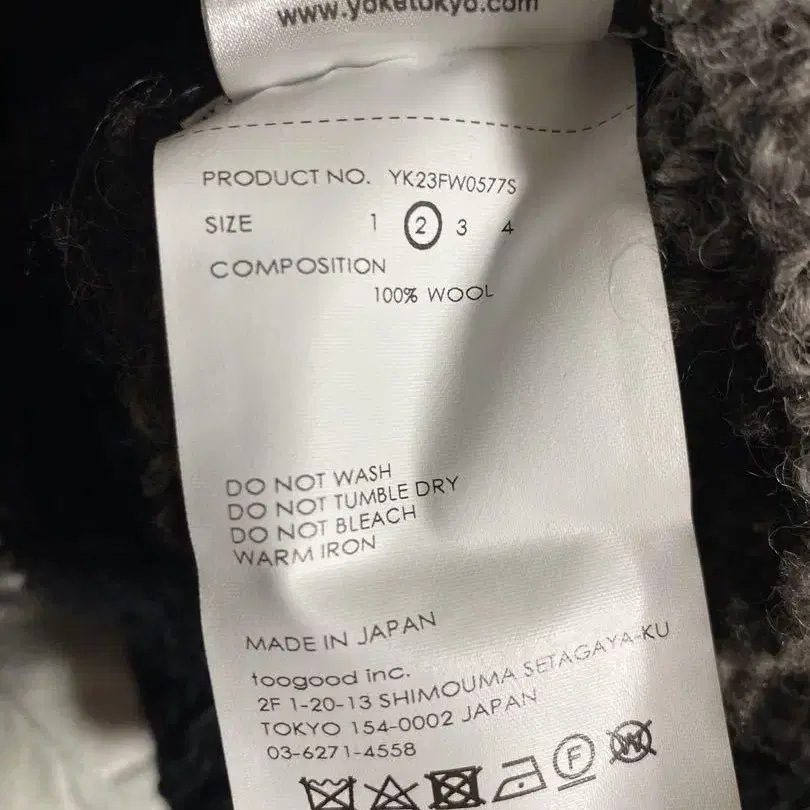 www.yoketokyo.com
PRODUCT NO. YK23FW0577S
SIZE 1 2 3 4
COMPOSITION
100% WOOL
DO NOT WASH
DO NOT TUMBLE DRY
DO NOT BLEACH
WARM IRON
MADE IN JAPAN
toogood inc.
2F 1-20-13 SHIMOUMA SETAGAYA-KU
TOKYO 154-0002 JAPAN
03-6271-4558
F
W